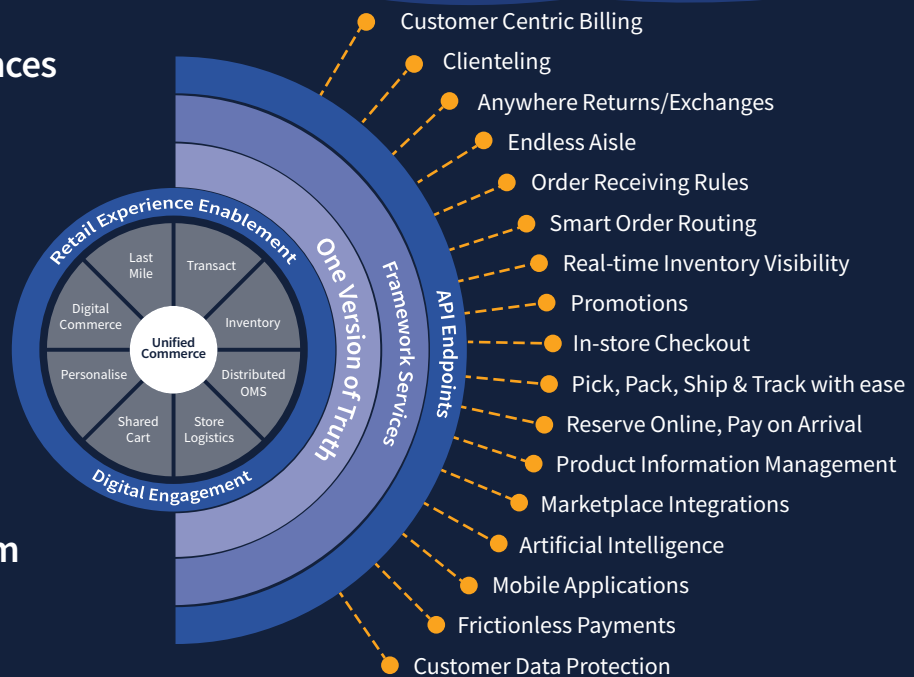 nces
m
Retail Experience Enablement
Last
Mile
Transact
Digital
Commerce
Inventory
Unified
Commerce
Personalise
Distributed
OMS
Shared
Cart
Store
Logistics
Digital Engagement
One Version of Truth
Framework Services
API Endpoints
Customer Centric Billing
Clienteling
Anywhere Returns/Exchanges
Endless Aisle
Order Receiving Rules
Smart Order Routing
Real-time Inventory Visibility
Promotions
In-store Checkout
Pick, Pack, Ship & Track with ease
Reserve Online, Pay on Arrival
Product Information Management
Marketplace Integrations
Artificial Intelligence
Mobile Applications
Frictionless Payments
Customer Data Protection